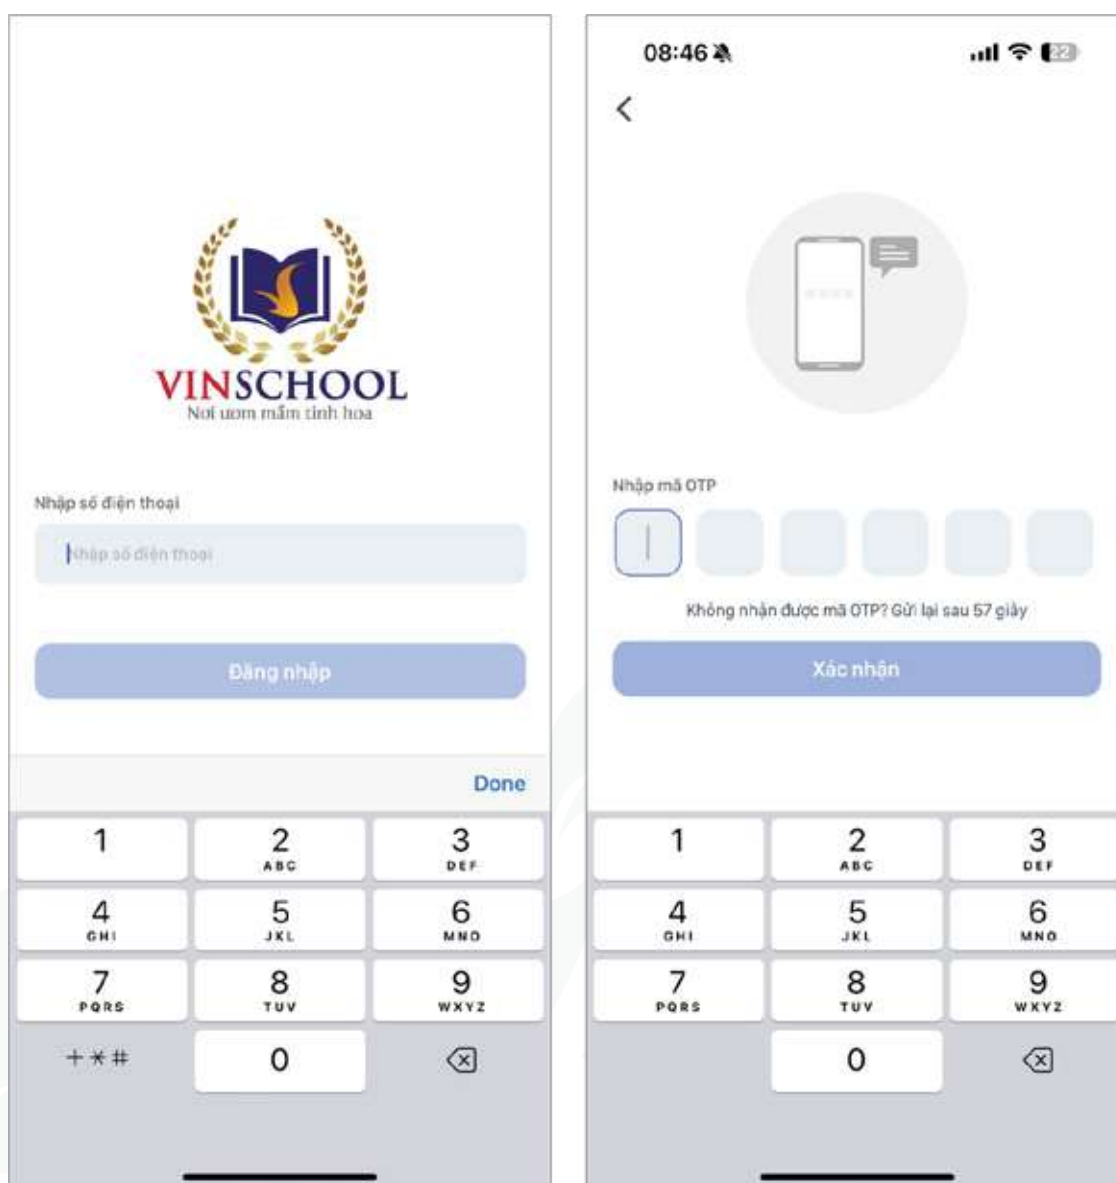 VINSCHOOL
Nơi ươm mầm tinh hoa
Nhập số điện thoại
Nhập số điện thoại
Đăng nhập
Done
1
2
ABC
3
DEF
4
GHI
5
JKL
6
MNO
7
PQRS
8
TUV
9
WXYZ
+*#
0
08:46
22
Nhập mã OTP
Không nhận được mã OTP? Gửi lại sau 57 giây
Xác nhận
1
2
ABC
3
DEF
4
GHI
5
JKL
6
MNO
7
PQRS
8
TUV
9
WXYZ
0